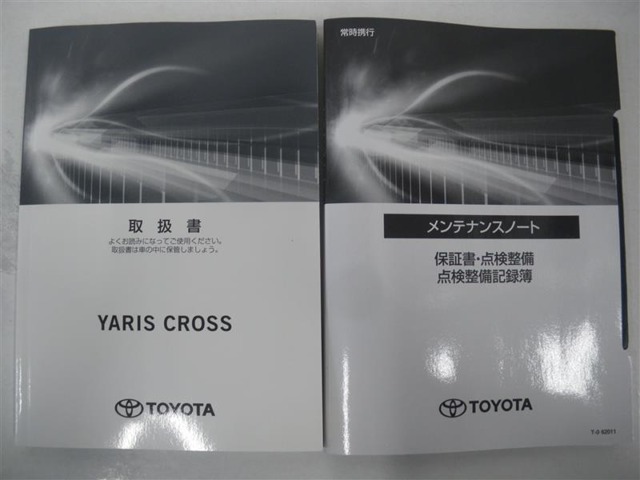 取扱書
よくお読みになってご使用ください。
取扱書は車の中に保管しましょう。
YARIS CROSS
TOYOTA
常時携行
メンテナンスノート
保証書・点検整備
点検整備記録簿
TOYOTA